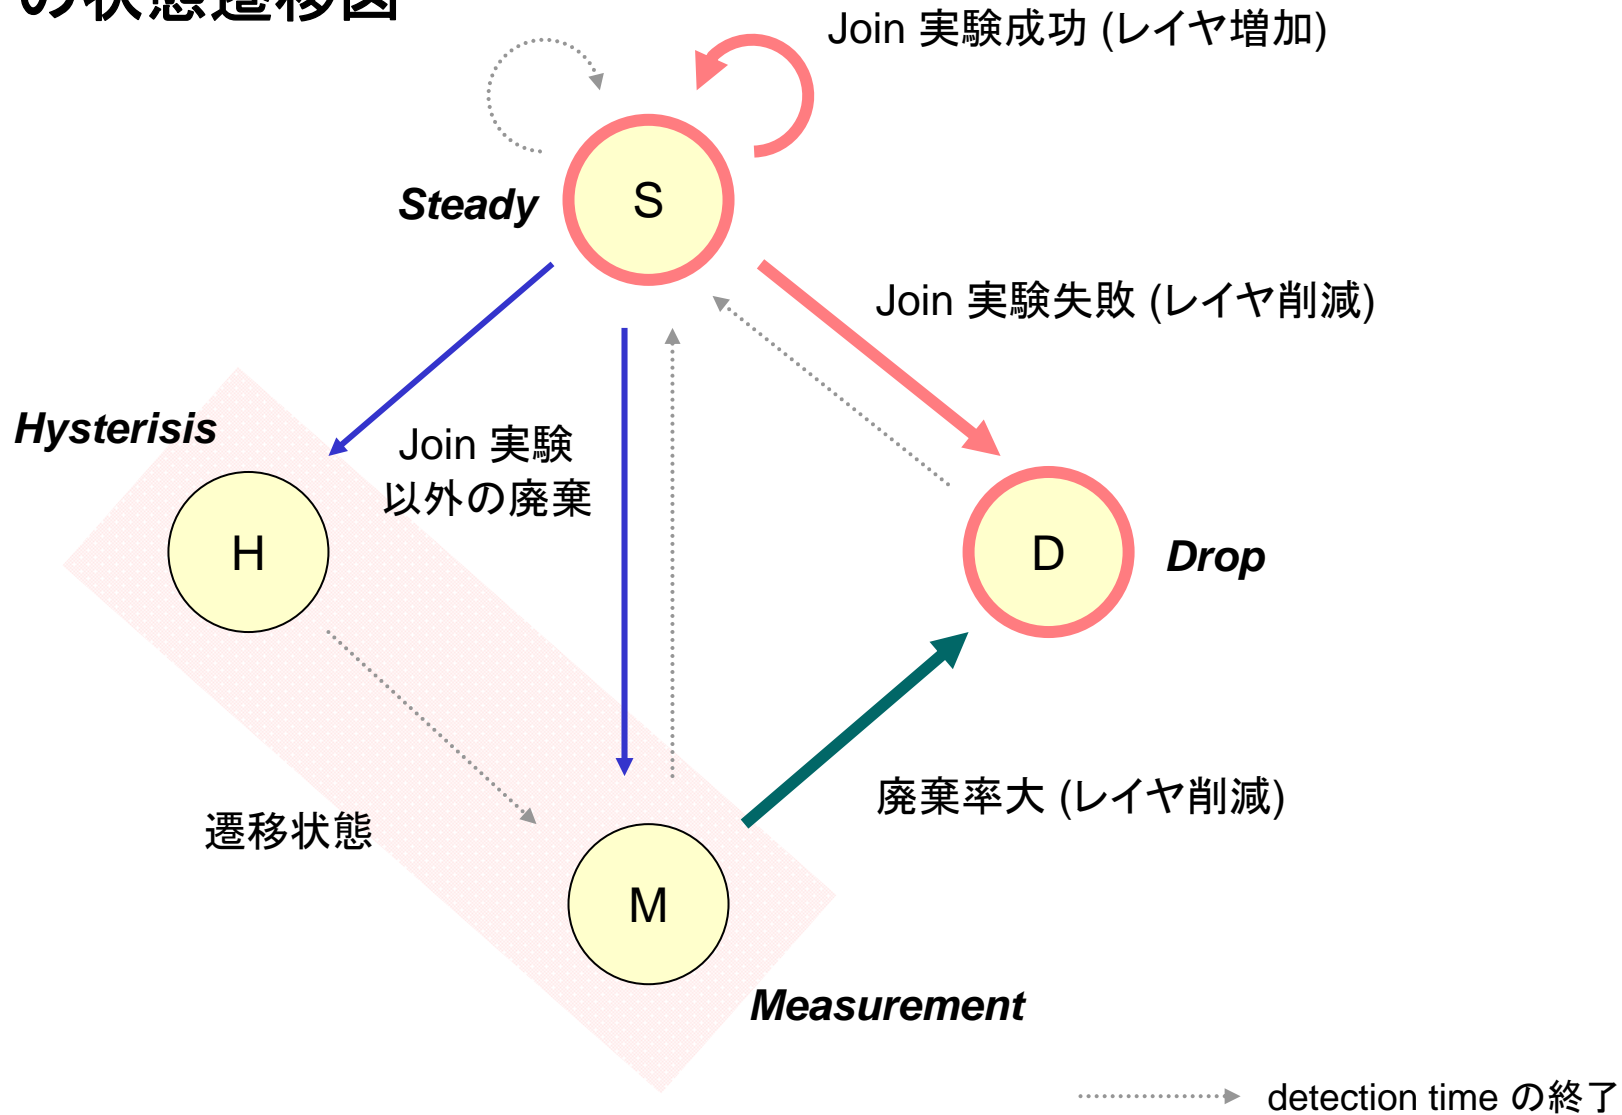 の状態遷移図
Join 実験成功 (レイヤ増加)
S
Steady
Join 実験失敗 (レイヤ削減)
Hysterisis
Join 実験
以外の廃棄
H
D
Drop
廃棄率大 (レイヤ削減)
遷移状態
M
Measurement
detection time の終了